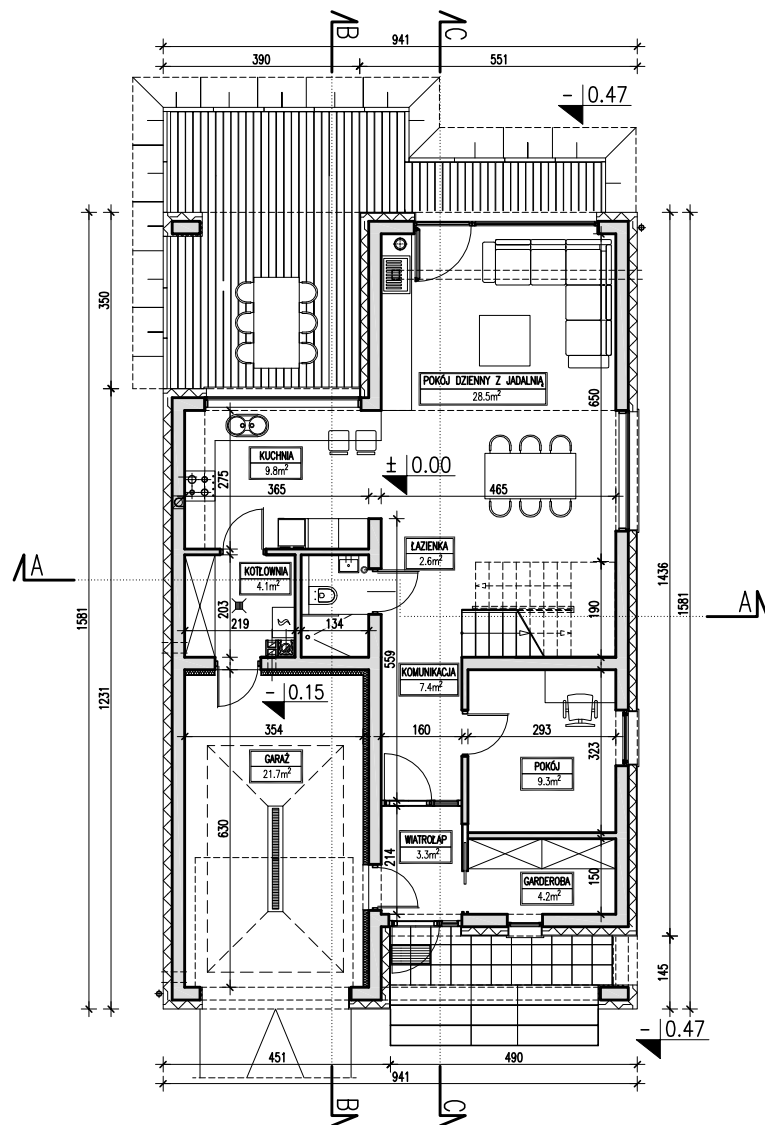 B
C
941
390
551
- 0.47
350
POKÓJ DZIENNY Z JADALNIĄ
28.5m²
650
KUCHNIA
9.8m²
± 0.00
275
365
465
ŁAZIENKA
2.6m²
KOTŁOWNIA
4.1m²
A
1436
1581
1581
203
219
134
190
A
1231
559
KOMUNIKACJA
7.4m²
- 0.15
354
160
293
323
GARAŻ
21.7m²
POKÓJ
9.3m²
630
WIATROŁAP
3.3m²
214
GARDEROBA
4.2m²
150
145
- 0.47
451
490
941
B
C